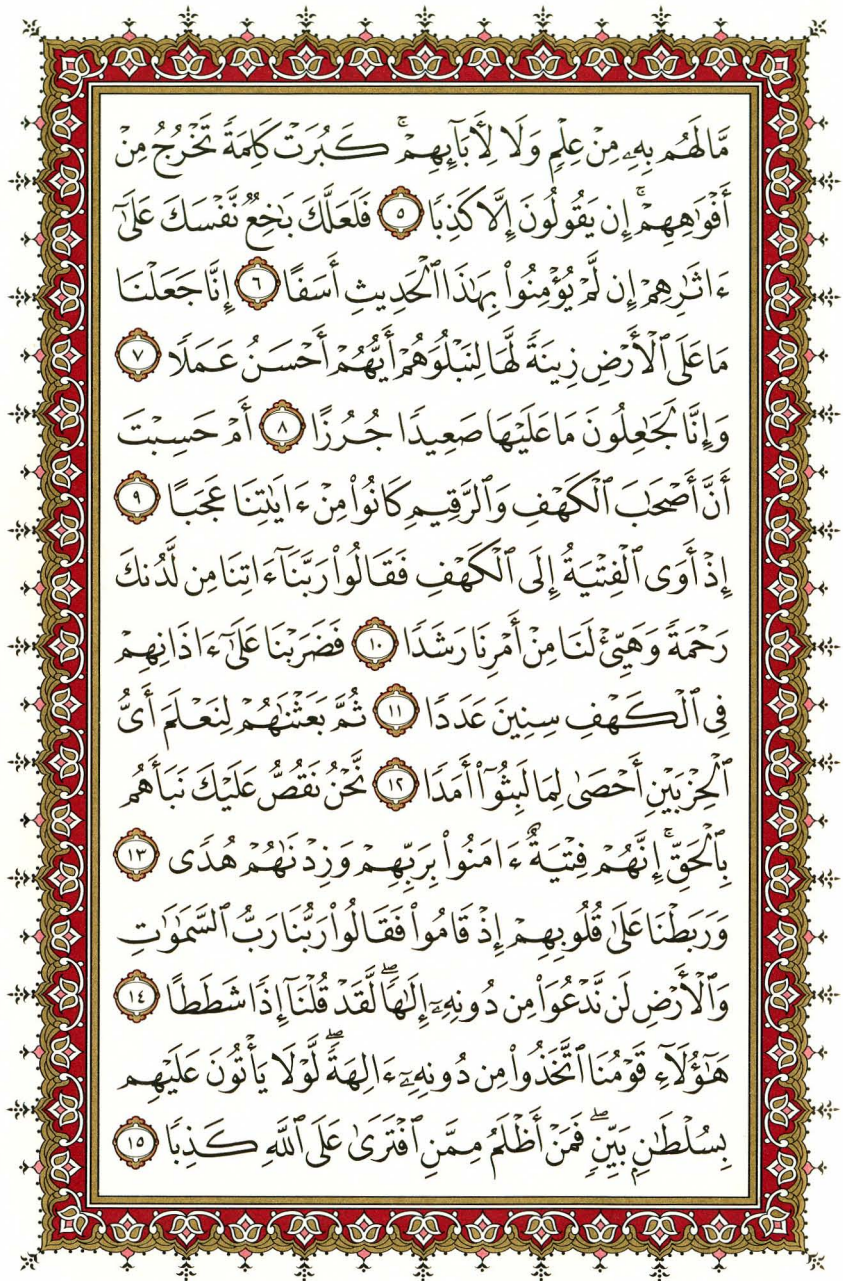 مَّا لَهُم بِهِۦ مِنْ عِلْمٍ وَلَا لِأَبَآئِهِمْ ۚ كَبُرَتْ كَلِمَةً تَخْرُجُ مِنْ
أَفْوَٰهِهِمْ ۚ إِن يَقُولُونَ إِلَّا كَذِبًا ٥ فَلَعَلَّكَ بَٰخِعٌ نَّفْسَكَ عَلَىٰٓ
ءَاثَٰرِهِمْ إِن لَّمْ يُؤْمِنُوا۟ بِهَٰذَا ٱلْحَدِيثِ أَسَفًا ٦ إِنَّا جَعَلْنَا
مَا عَلَى ٱلْأَرْضِ زِينَةً لَّهَا لِنَبْلُوَهُمْ أَيُّهُمْ أَحْسَنُ عَمَلًا ٧
وَإِنَّا لَجَٰعِلُونَ مَا عَلَيْهَا صَعِيدًا جُرُزًا ٨ أَمْ حَسِبْتَ
أَنَّ أَصْحَٰبَ ٱلْكَهْفِ وَٱلرَّقِيمِ كَانُوا۟ مِنْ ءَايَٰتِنَا عَجَبًا ٩
إِذْ أَوَى ٱلْفِتْيَةُ إِلَى ٱلْكَهْفِ فَقَالُوا۟ رَبَّنَآ ءَاتِنَا مِن لَّدُنكَ
رَحْمَةً وَهَيِّئْ لَنَا مِنْ أَمْرِنَا رَشَدًا ١٠ فَضَرَبْنَا عَلَىٰٓ ءَاذَانِهِمْ
فِى ٱلْكَهْفِ سِنِينَ عَدَدًا ١١ ثُمَّ بَعَثْنَٰهُمْ لِنَعْلَمَ أَىُّ
ٱلْحِزْبَيْنِ أَحْصَىٰ لِمَا لَبِثُوٓا۟ أَمَدًا ١٢ نَّحْنُ نَقُصُّ عَلَيْكَ نَبَأَهُم
بِٱلْحَقِّ ۚ إِنَّهُمْ فِتْيَةٌ ءَامَنُوا۟ بِرَبِّهِمْ وَزِدْنَٰهُمْ هُدًى ١٣
وَرَبَطْنَا عَلَىٰ قُلُوبِهِمْ إِذْ قَامُوا۟ فَقَالُوا۟ رَبُّنَا رَبُّ ٱلسَّمَٰوَٰتِ
وَٱلْأَرْضِ لَن نَّدْعُوَا۟ مِن دُونِهِۦٓ إِلَٰهًا ۖ لَّقَدْ قُلْنَآ إِذًا شَطَطًا ١٤
هَٰٓؤُلَآءِ قَوْمُنَا ٱتَّخَذُوا۟ مِن دُونِهِۦٓ ءَالِهَةً ۖ لَّوْلَا يَأْتُونَ عَلَيْهِم
بِسُلْطَٰنٍۭ بَيِّنٍ ۖ فَمَنْ أَظْلَمُ مِمَّنِ ٱفْتَرَىٰ عَلَى ٱللَّهِ كَذِبًا ١٥